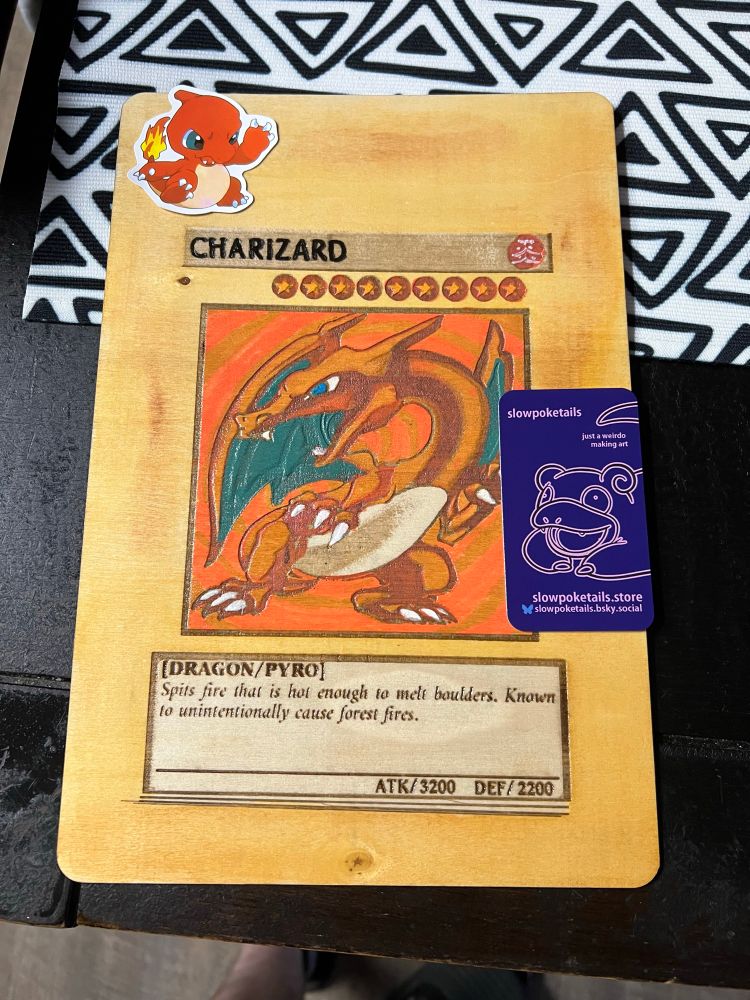 CHARIZARD
炎
slowpoketails
just a weirdo
making art
slowpoketails.store
slowpoketails.bsky.social
[DRAGON/PYRO]
Spits fire that is hot enough to melt boulders. Known
to unintentionally cause forest fires.
ATK/3200 DEF/2200